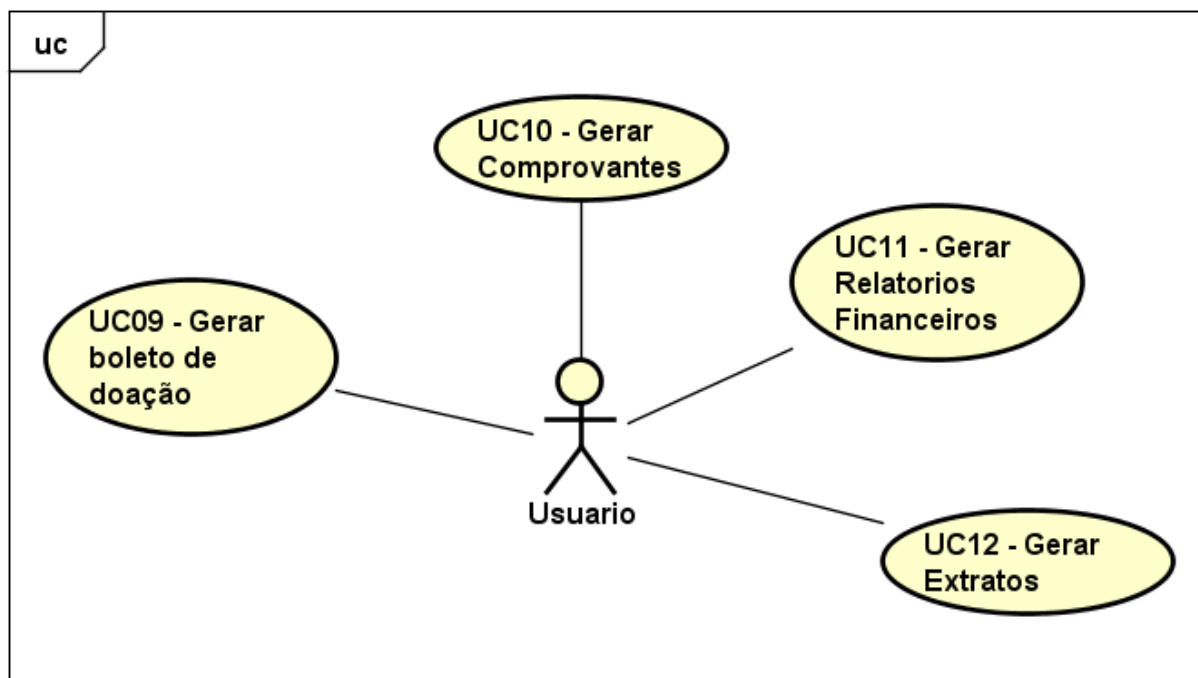 uc
UC10 - Gerar
Comprovantes
UC11 - Gerar
Relatorios
Financeiros
UC09 - Gerar
boleto de
doação
Usuario
UC12 - Gerar
Extratos